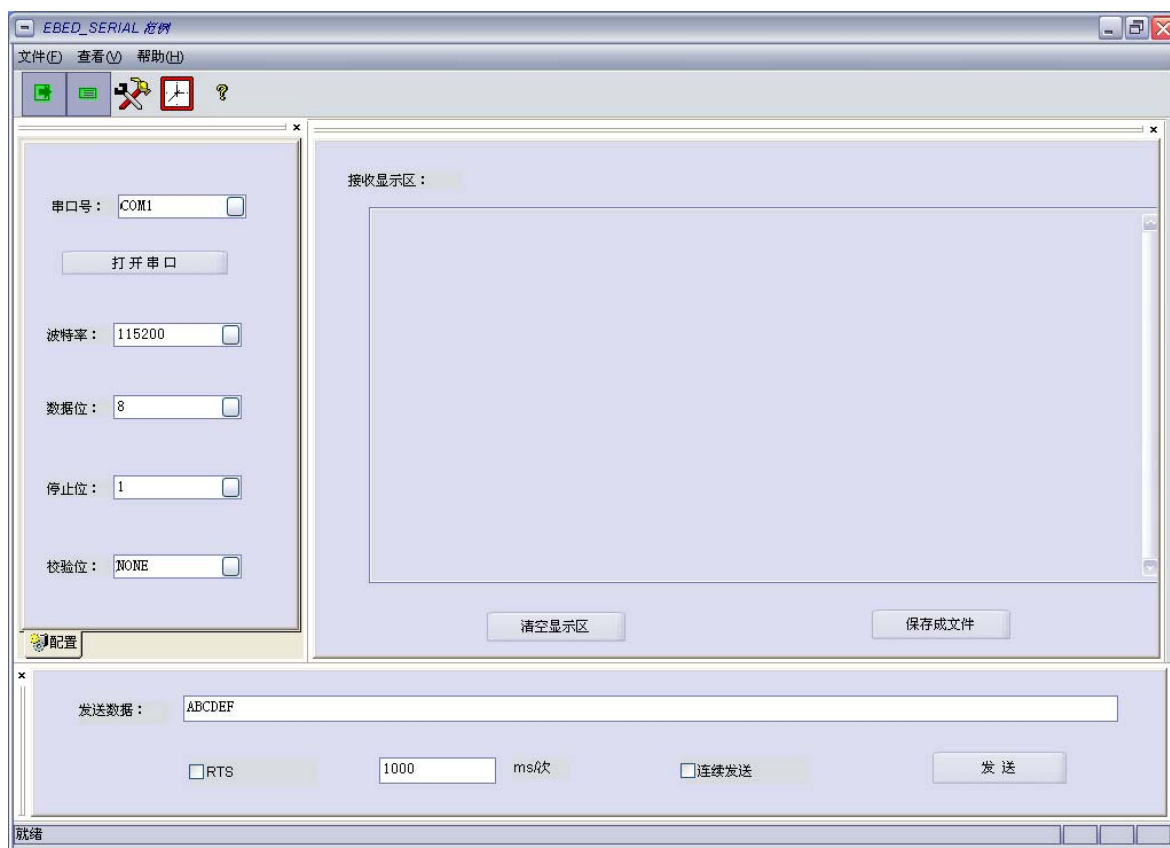 EBED_SERIAL 范例
文件(F) 查看(V) 帮助(H)
接收显示区：
串口号： COM1
打开串口
波特率： 115200
数据位： 8
停止位： 1
校验位： NONE
清空显示区
保存成文件
配置
发送数据： ABCDEF
RTS 1000 ms/次 连续发送 发 送
就绪